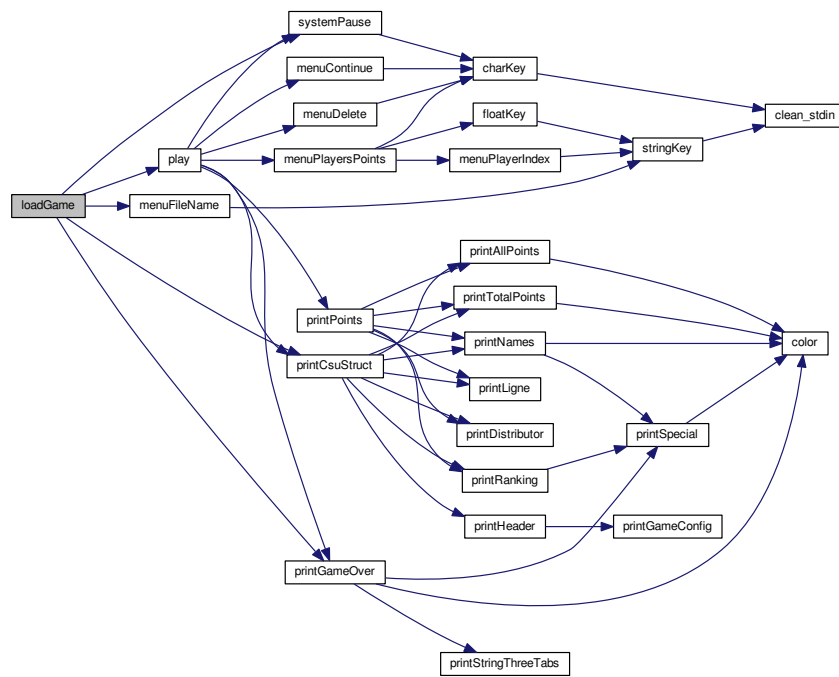 systemPause
menuContinue
charKey
menuDelete
floatKey
clean_stdin
play
menuPlayersPoints
menuPlayerIndex
stringKey
loadGame
menuFileName
printAllPoints
printTotalPoints
printPoints
printNames
color
printCsuStruct
printLigne
printDistributor
printSpecial
printRanking
printHeader
printGameConfig
printGameOver
printStringThreeTabs